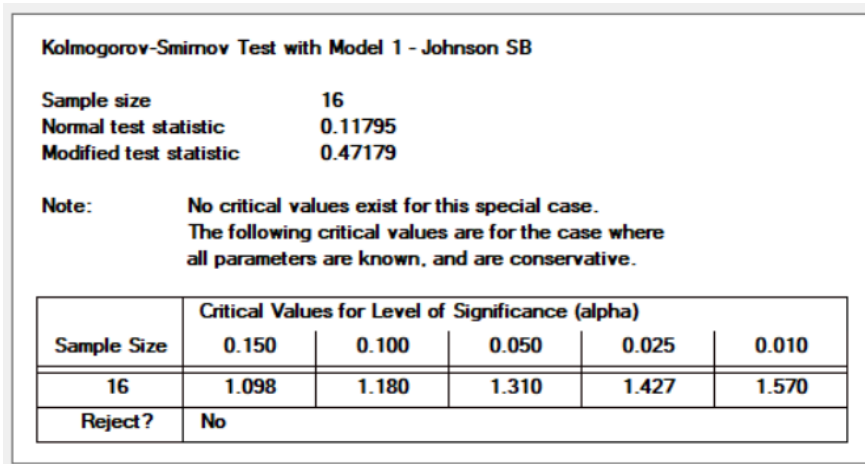 Kolmogorov-Smirnov Test with Model 1 - Johnson SB
Sample size 16
Normal test statistic 0.11795
Modified test statistic 0.47179
Note: No critical values exist for this special case.
The following critical values are for the case where
all parameters are known, and are conservative.
Critical Values for Level of Significance (alpha)
Sample Size 0.150 0.100 0.050 0.025 0.010
16 1.098 1.180 1.310 1.427 1.570
Reject? No